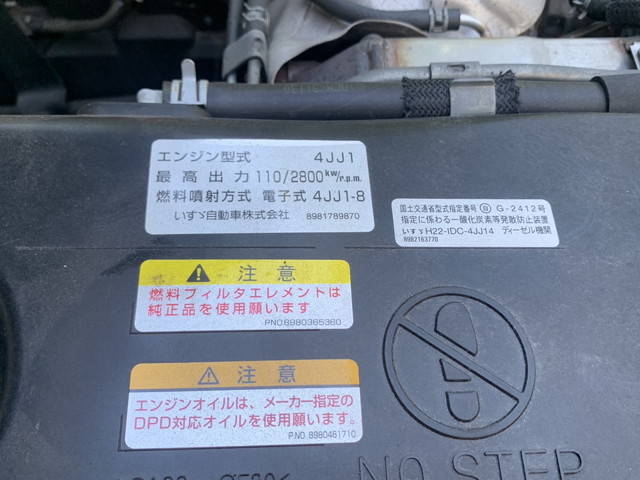 エンジン型式 4JJ1
最高出力 110/2800 kw/r.p.m.
燃料噴射方式 電子式 4JJ1-8
いすゞ自動車株式会社 8981789870
国土交通省型式指定番号 G-2412号
指定に係わる一酸化炭素等発散防止装置
いすゞH22-IDC-4JJ14 ディーゼル機関
8982163770
注意
燃料フィルタエレメントは
純正品を使用願います
PNO.8980365360
注意
エンジンオイルは、メーカー指定の
DPD対応オイルを使用願います。
P.NO. 8980461710
NO STEP